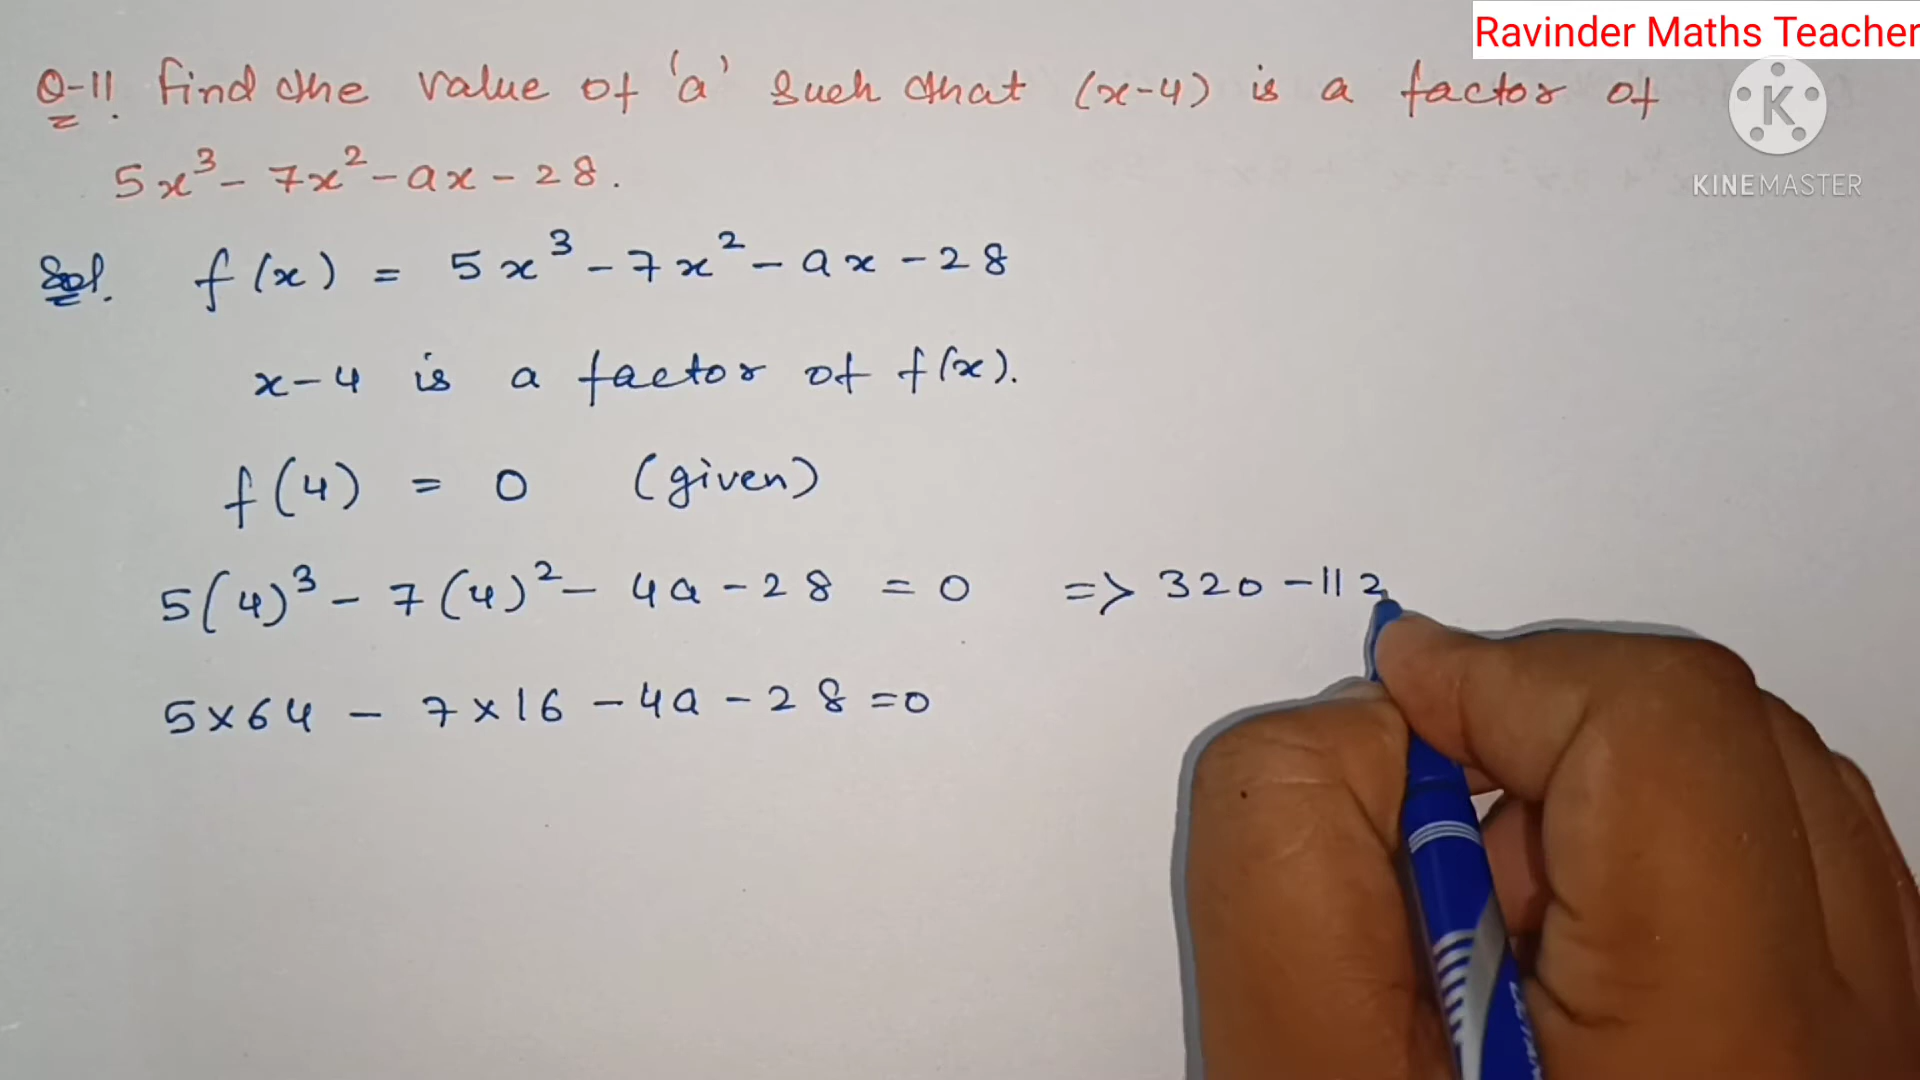 Ravinder Maths Teacher
Q-11. Find the value of 'a' such that (x-4) is a factor of
5x³ - 7x² - ax - 28.
K
KINEMASTER
Sol. f(x) = 5x³ - 7x² - ax - 28
x-4 is a factor of f(x).
f(4) = 0 (given)
5(4)³ - 7(4)² - 4a - 28 = 0 => 320 - 112
5×64 - 7×16 - 4a - 28 = 0